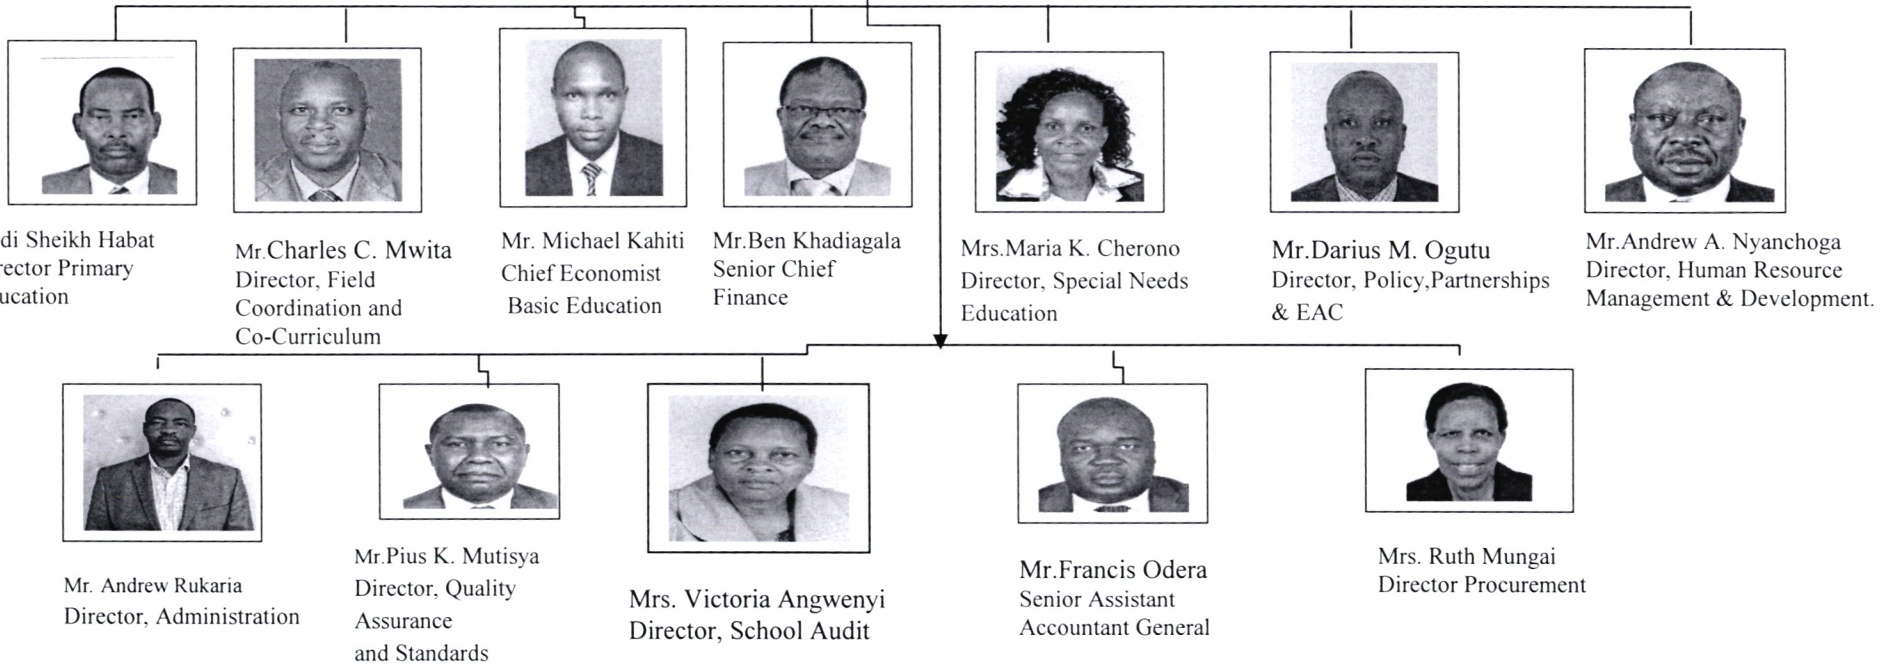 di Sheikh Habat
rector Primary
ucation
Mr.Charles C. Mwita
Director, Field
Coordination and
Co-Curriculum
Mr. Michael Kahiti
Chief Economist
Basic Education
Mr.Ben Khadiagala
Senior Chief
Finance
Mrs.Maria K. Cherono
Director, Special Needs
Education
Mr.Darius M. Ogutu
Director, Policy,Partnerships
& EAC
Mr.Andrew A. Nyanchoga
Director, Human Resource
Management & Development.
Mr. Andrew Rukaria
Director, Administration
Mr.Pius K. Mutisya
Director, Quality
Assurance
and Standards
Mrs. Victoria Angwenyi
Director, School Audit
Mr.Francis Odera
Senior Assistant
Accountant General
Mrs. Ruth Mungai
Director Procurement